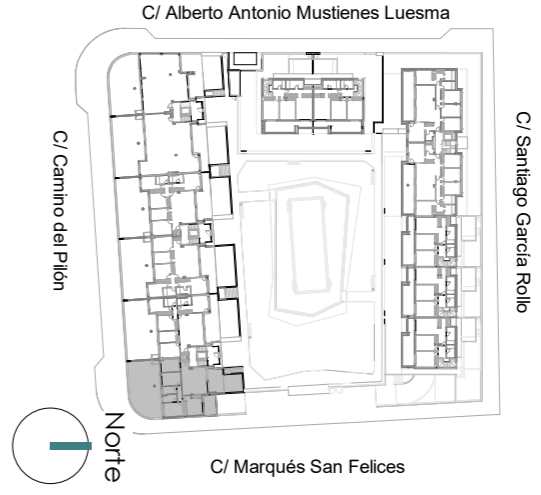 C/ Alberto Antonio Mustienes Luesma
C/ Camino del Pilón
C/ Santiago García Rollo
Norte
C/ Marqués San Felices